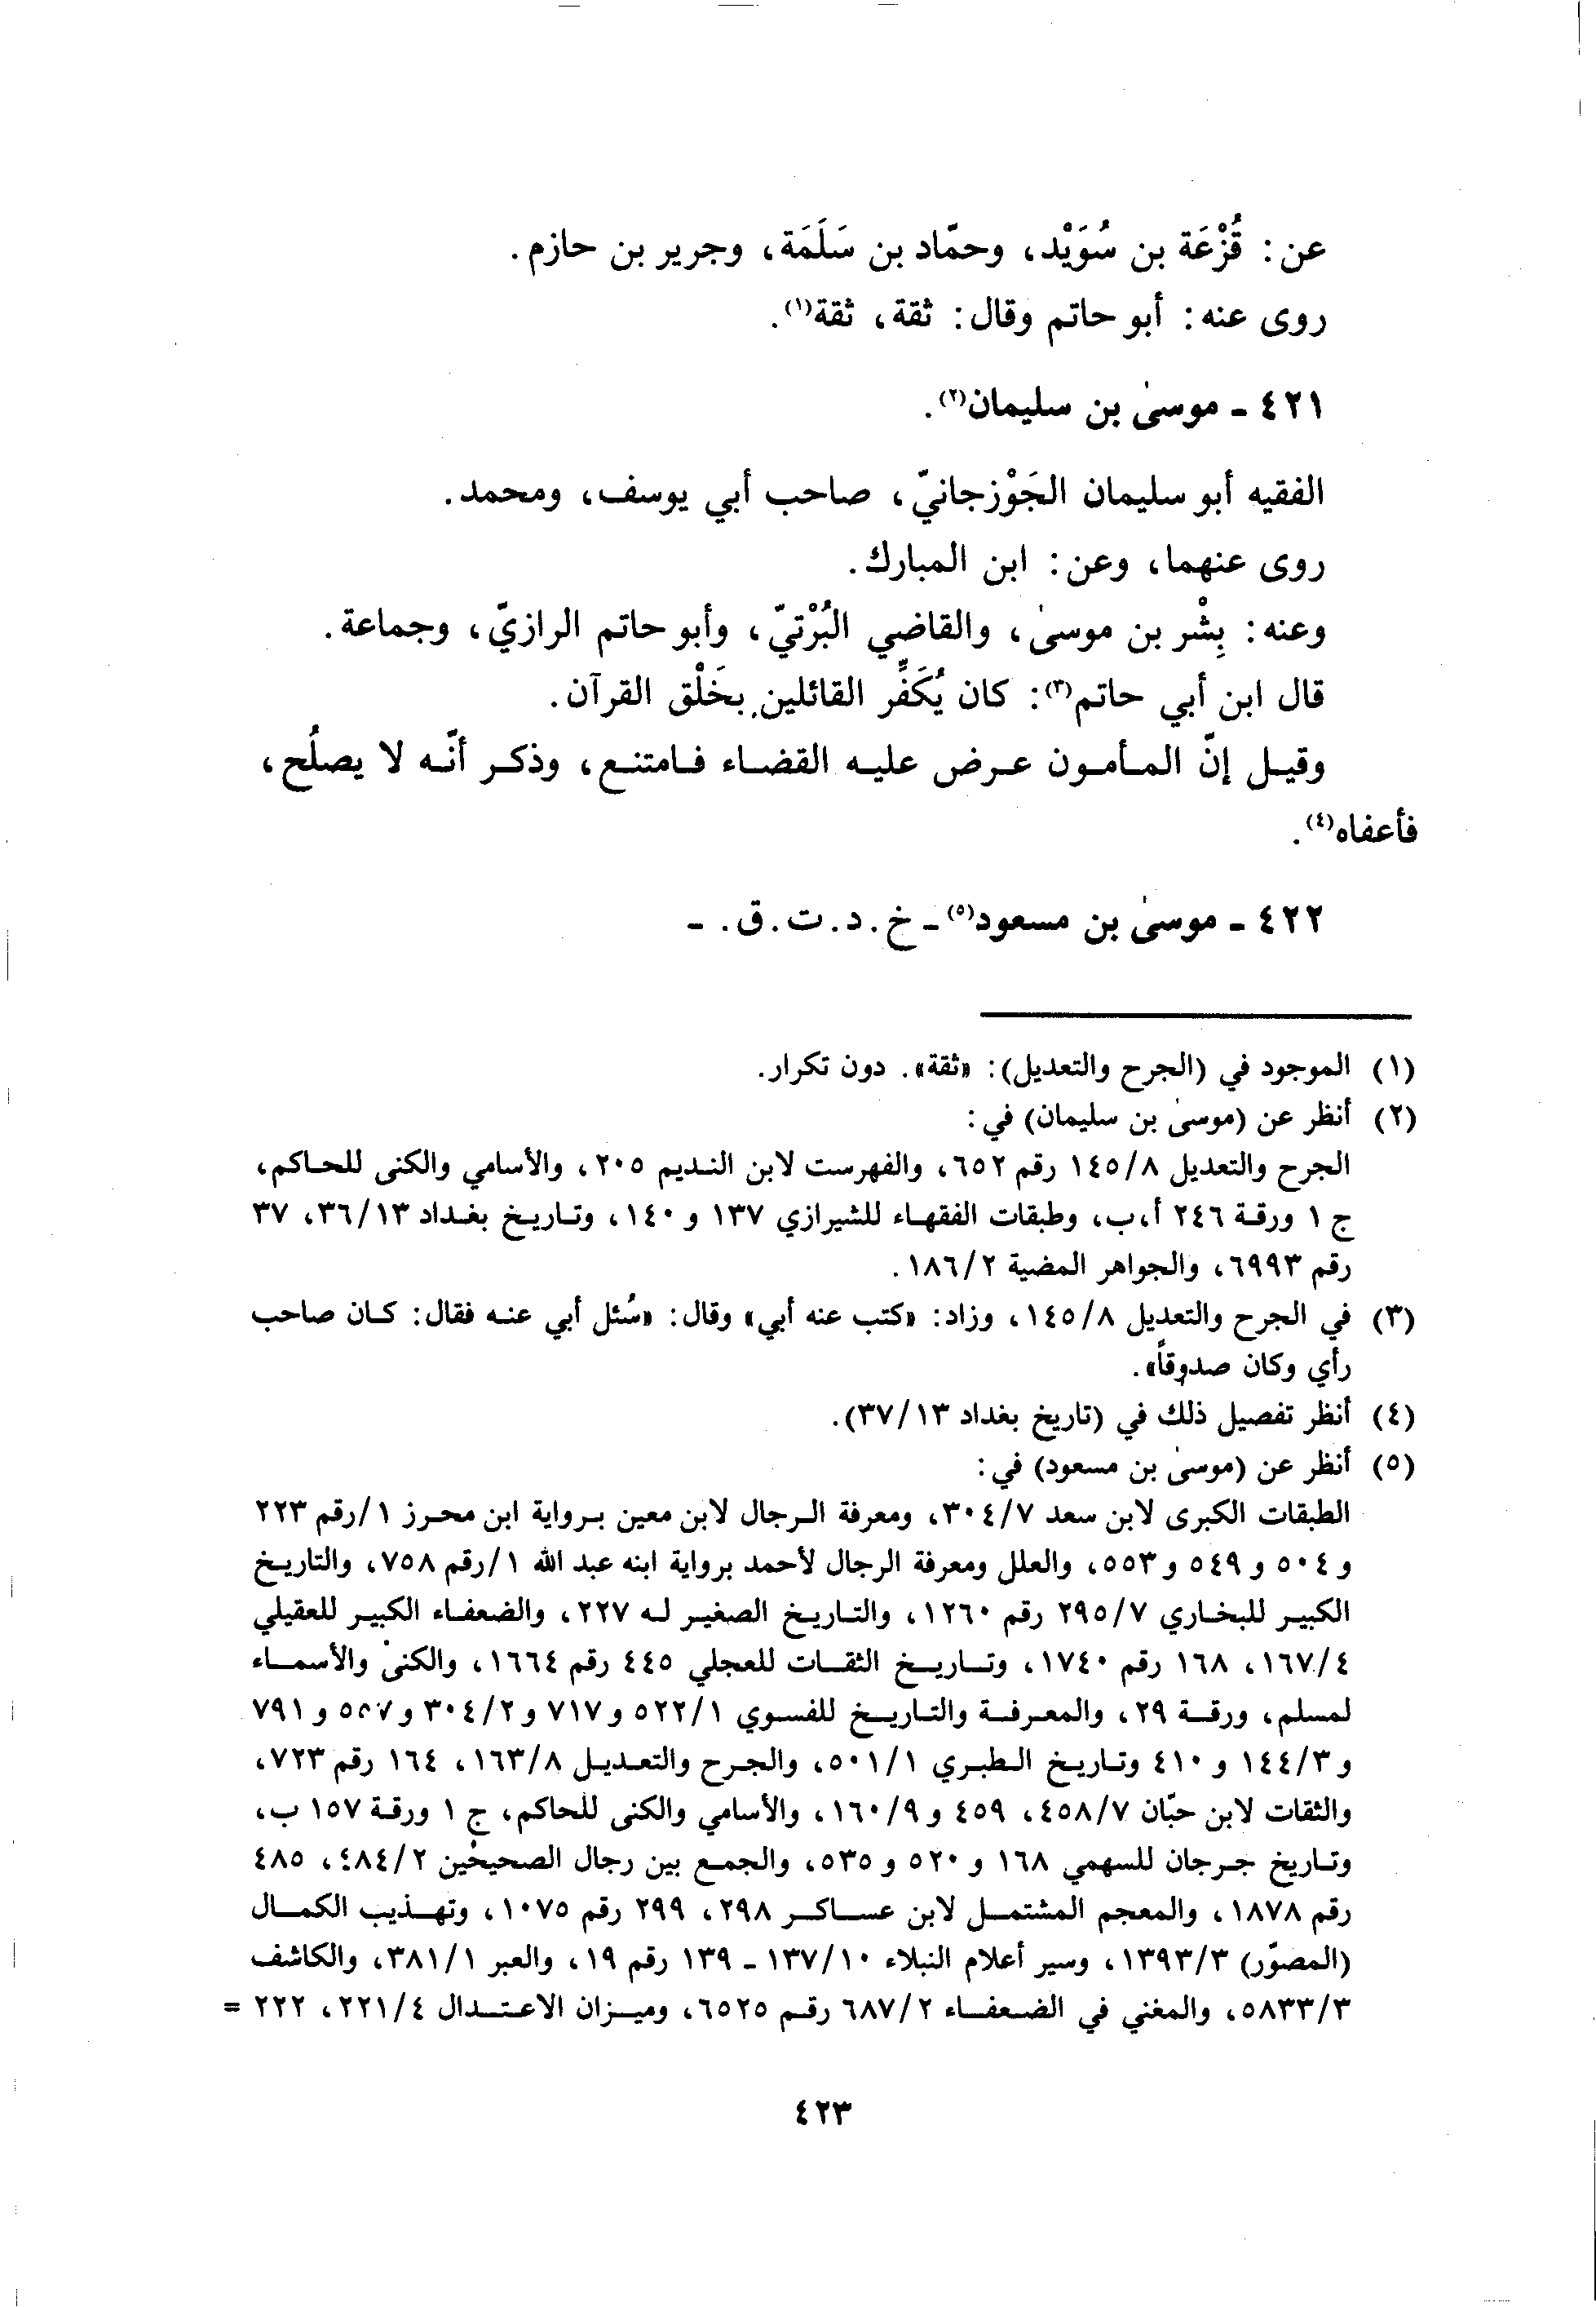 عن: قُزْعَة بن سُوَيْد، وحمّاد بن سَلَمَة، وجرير بن حازم.
روى عنه: أبو حاتم وقال: ثقة، ثقة(١).
٤٢١ - موسىٰ بن سليمان(٢).
الفقيه أبو سليمان الجَوْزجانيّ، صاحب أبي يوسف، ومحمد.
روى عنهما، وعن: ابن المبارك.
وعنه: بِشْر بن موسىٰ، والقاضي البُرْتيّ، وأبو حاتم الرازيّ، وجماعة.
قال ابن أبي حاتم(٣): كان يُكَفِّر القائلين بخَلْق القرآن.
وقيل إنّ المأمون عرض عليه القضاء فامتنع، وذكر أنّه لا يصلُح،
فأعفاه(٤).
٤٢٢ - موسىٰ بن مسعود(٥) - خ. د. ت. ق. -
(١) الموجود في (الجرح والتعديل): «ثقة». دون تكرار.
(٢) أنظر عن (موسىٰ بن سليمان) في:
الجرح والتعديل ١٤٥/٨ رقم ٦٥٢، والفهرست لابن النديم ٢٠٥، والأسامي والكنى للحاكم،
ج ١ ورقة ٢٤٦ أ، ب، وطبقات الفقهاء للشيرازي ١٣٧ و ١٤٠، وتاريخ بغداد ٣٦/١٣، ٣٧
رقم ٦٩٩٣، والجواهر المضية ١٨٦/٢.
(٣) في الجرح والتعديل ١٤٥/٨، وزاد: «كتب عنه أبي» وقال: «سُئل أبي عنه فقال: كان صاحب
رأي وكان صدوقاً».
(٤) أنظر تفصيل ذلك في (تاريخ بغداد ٣٧/١٣).
(٥) أنظر عن (موسىٰ بن مسعود) في:
الطبقات الكبرى لابن سعد ٣٠٤/٧، ومعرفة الرجال لابن معين برواية ابن محرز ١/رقم ٢٢٣
و ٥٠٤ و ٥٤٩ و ٥٥٣، والعلل ومعرفة الرجال لأحمد برواية ابنه عبد الله ١/رقم ٧٥٨، والتاريخ
الكبير للبخاري ٢٩٥/٧ رقم ١٢٦٠، والتاريخ الصغير له ٢٢٧، والضعفاء الكبير للعقيلي
١٦٧/٤، ١٦٨ رقم ١٧٤٠، وتاريخ الثقات للعجلي ٤٤٥ رقم ١٦٦٤، والكنىٰ والأسماء
لمسلم، ورقة ٢٩، والمعرفة والتاريخ للفسوي ٥٢٢/١ و ٧١٧ و ٣٠٤/٢ و ٥٥٧ و ٧٩١
و ١٤٤/٣ و ٤١٠ وتاريخ الطبري ٥٠١/١، والجرح والتعديل ١٦٣/٨، ١٦٤ رقم ٧٢٣،
والثقات لابن حبّان ٤٥٨/٧، ٤٥٩ و ١٦٠/٩، والأسامي والكنى للحاكم، ج ١ ورقة ١٥٧ ب،
وتاريخ جرجان للسهمي ١٦٨ و ٥٢٠ و ٥٣٥، والجمع بين رجال الصحيحين ٤٨٤/٢، ٤٨٥
رقم ١٨٧٨، والمعجم المشتمل لابن عساكر ٢٩٨، ٢٩٩ رقم ١٠٧٥، وتهذيب الكمال
(المصوّر) ١٣٩٣/٣، وسير أعلام النبلاء ١٣٧/١٠ - ١٣٩ رقم ١٩، والعبر ٣٨١/١، والكاشف
٥٨٣٣/٣، والمغني في الضعفاء ٦٨٧/٢ رقم ٦٥٢٥، وميزان الاعتدال ٢٢١/٤، ٢٢٢ =
٤٢٣